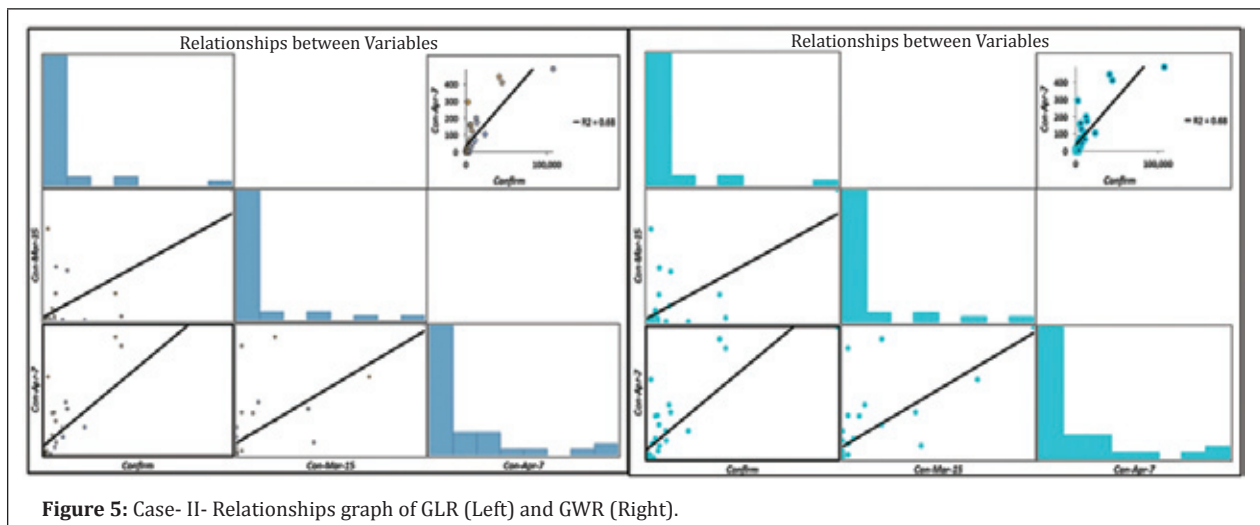 Relationships between Variables
400
300
200
100
0
Con-Apr-7
0
100,000
Confirm
R2 = 0.68
Con-Mar-15
Con-Apr-7
Confirm
Con-Mar-15
Con-Apr-7
Relationships between Variables
400
300
200
100
0
Con-Apr-7
0
100,000
Confirm
R2 = 0.68
Con-Mar-15
Con-Apr-7
Confirm
Con-Mar-15
Con-Apr-7
Figure 5: Case- II- Relationships graph of GLR (Left) and GWR (Right).